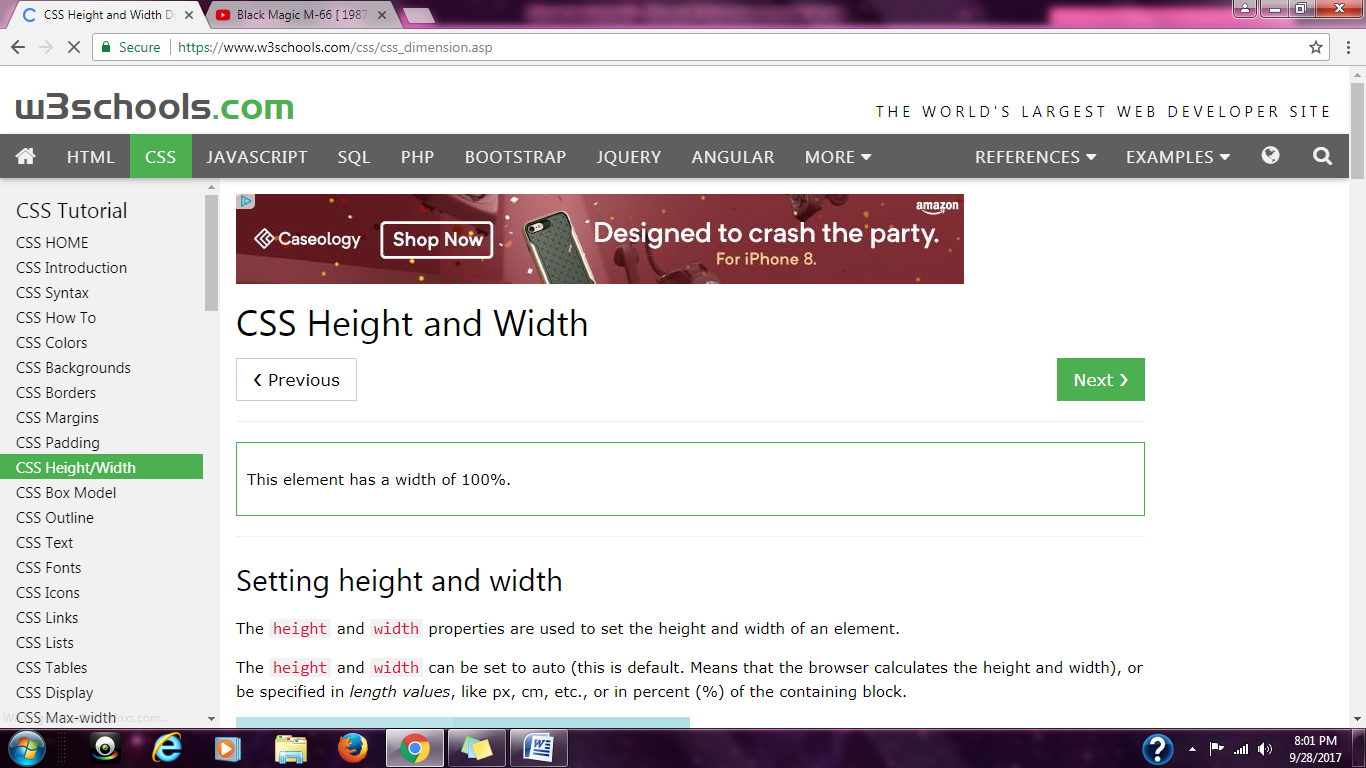 CSS Height and Width D
Black Magic M-66 [ 1987
Secure
https://www.w3schools.com/css/css_dimension.asp
w3schools.com
THE WORLD'S LARGEST WEB DEVELOPER SITE
HTML CSS JAVASCRIPT SQL PHP BOOTSTRAP JQUERY ANGULAR MORE REFERENCES EXAMPLES
CSS Tutorial
CSS HOME
CSS Introduction
CSS Syntax
CSS How To
CSS Colors
CSS Backgrounds
CSS Borders
CSS Margins
CSS Padding
CSS Height/Width
CSS Box Model
CSS Outline
CSS Text
CSS Fonts
CSS Icons
CSS Links
CSS Lists
CSS Tables
CSS Display
CSS Max-width
Caseology
Shop Now
Designed to crash the party.
For iPhone 8.
amazon
CSS Height and Width
❮ Previous
Next ❯
This element has a width of 100%.
Setting height and width
The height and width properties are used to set the height and width of an element.
The height and width can be set to auto (this is default. Means that the browser calculates the height and width), or
be specified in length values, like px, cm, etc., or in percent (%) of the containing block.
8:01 PM
9/28/2017